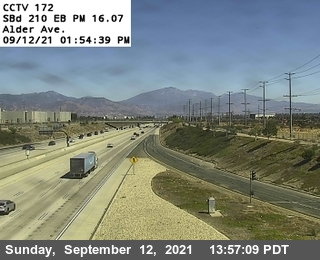 CCTV 172
SBd 210 EB PM 16.07
Alder Ave.
09/12/21 01:54:39 PM
Sunday, September 12, 2021 13:57:09 PDT